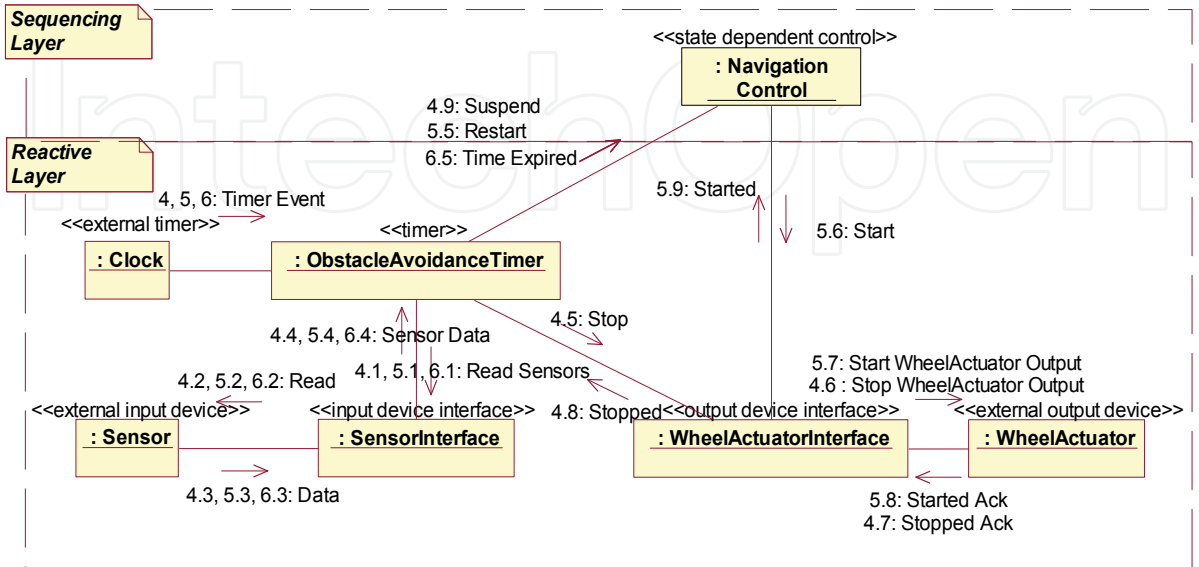 Sequencing
Layer
<<state dependent control>>
: Navigation
Control
4.9: Suspend
5.5: Restart
6.5: Time Expired
Reactive
Layer
4, 5, 6: Timer Event
5.9: Started
5.6: Start
<<external timer>>
<<timer>>
: Clock
: ObstacleAvoidanceTimer
4.4, 5.4, 6.4: Sensor Data
4.5: Stop
4.1, 5.1, 6.1: Read Sensors
4.2, 5.2, 6.2: Read
5.7: Start WheelActuator Output
4.6 : Stop WheelActuator Output
4.8: Stopped
<<external input device>>
<<input device interface>>
<<output device interface>>
<<external output device>>
: Sensor
: SensorInterface
: WheelActuatorInterface
: WheelActuator
4.3, 5.3, 6.3: Data
5.8: Started Ack
4.7: Stopped Ack
IntechOpen